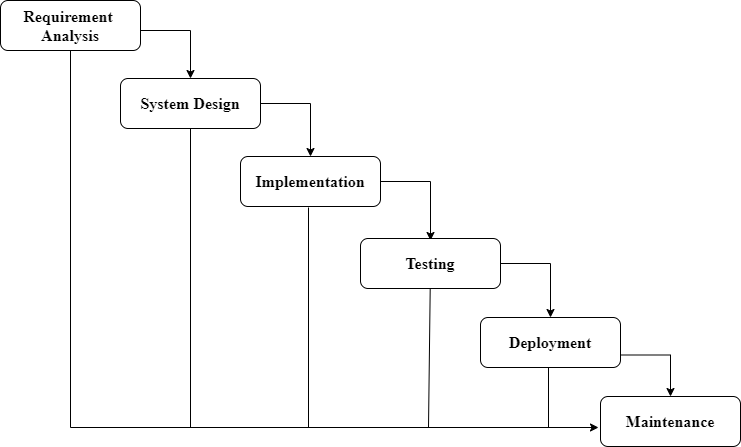 Requirement
Analysis
System Design
Implementation
Testing
Deployment
Maintenance